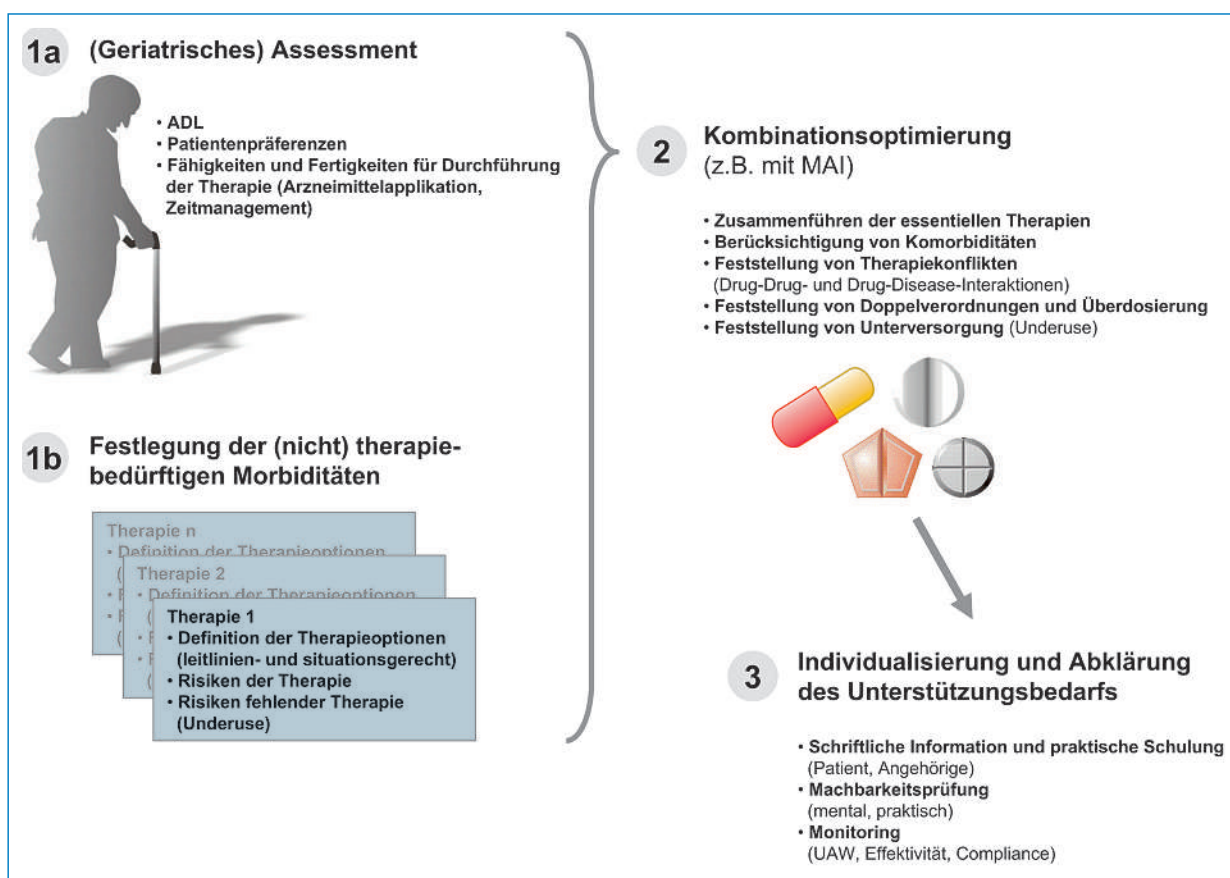 1a
(Geriatrisches) Assessment
• ADL
• Patientenpräferenzen
• Fähigkeiten und Fertigkeiten für Durchführung
der Therapie (Arzneimittelapplikation,
Zeitmanagement)
1b
Festlegung der (nicht) therapie-
bedürftigen Morbiditäten
Therapie n
• Definition der Therapieoptionen
Therapie 2
• Definition der Therapieoptionen
Therapie 1
• Definition der Therapieoptionen
(leitlinien- und situationsgerecht)
• Risiken der Therapie
• Risiken fehlender Therapie
(Underuse)
2
Kombinationsoptimierung
(z.B. mit MAI)
• Zusammenführen der essentiellen Therapien
• Berücksichtigung von Komorbiditäten
• Feststellung von Therapiekonflikten
(Drug-Drug- und Drug-Disease-Interaktionen)
• Feststellung von Doppelverordnungen und Überdosierung
• Feststellung von Unterversorgung (Underuse)
3
Individualisierung und Abklärung
des Unterstützungsbedarfs
• Schriftliche Information und praktische Schulung
(Patient, Angehörige)
• Machbarkeitsprüfung
(mental, praktisch)
• Monitoring
(UAW, Effektivität, Compliance)